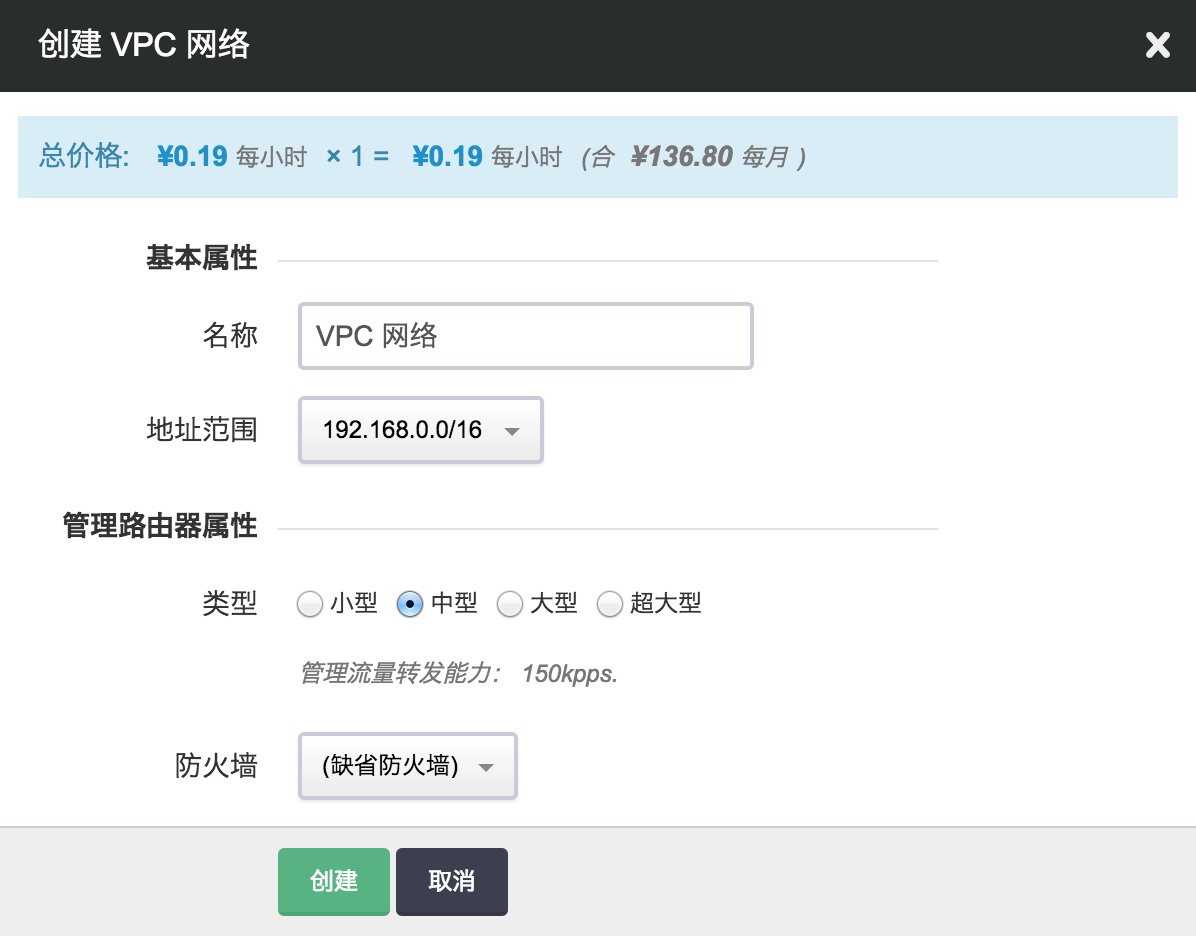 创建 VPC 网络
总价格: ¥0.19 每小时 × 1 = ¥0.19 每小时 (合 ¥136.80 每月 )
基本属性
名称 VPC 网络
地址范围 192.168.0.0/16
管理路由器属性
类型 小型 中型 大型 超大型
管理流量转发能力： 150kpps.
防火墙 (缺省防火墙)
创建 取消